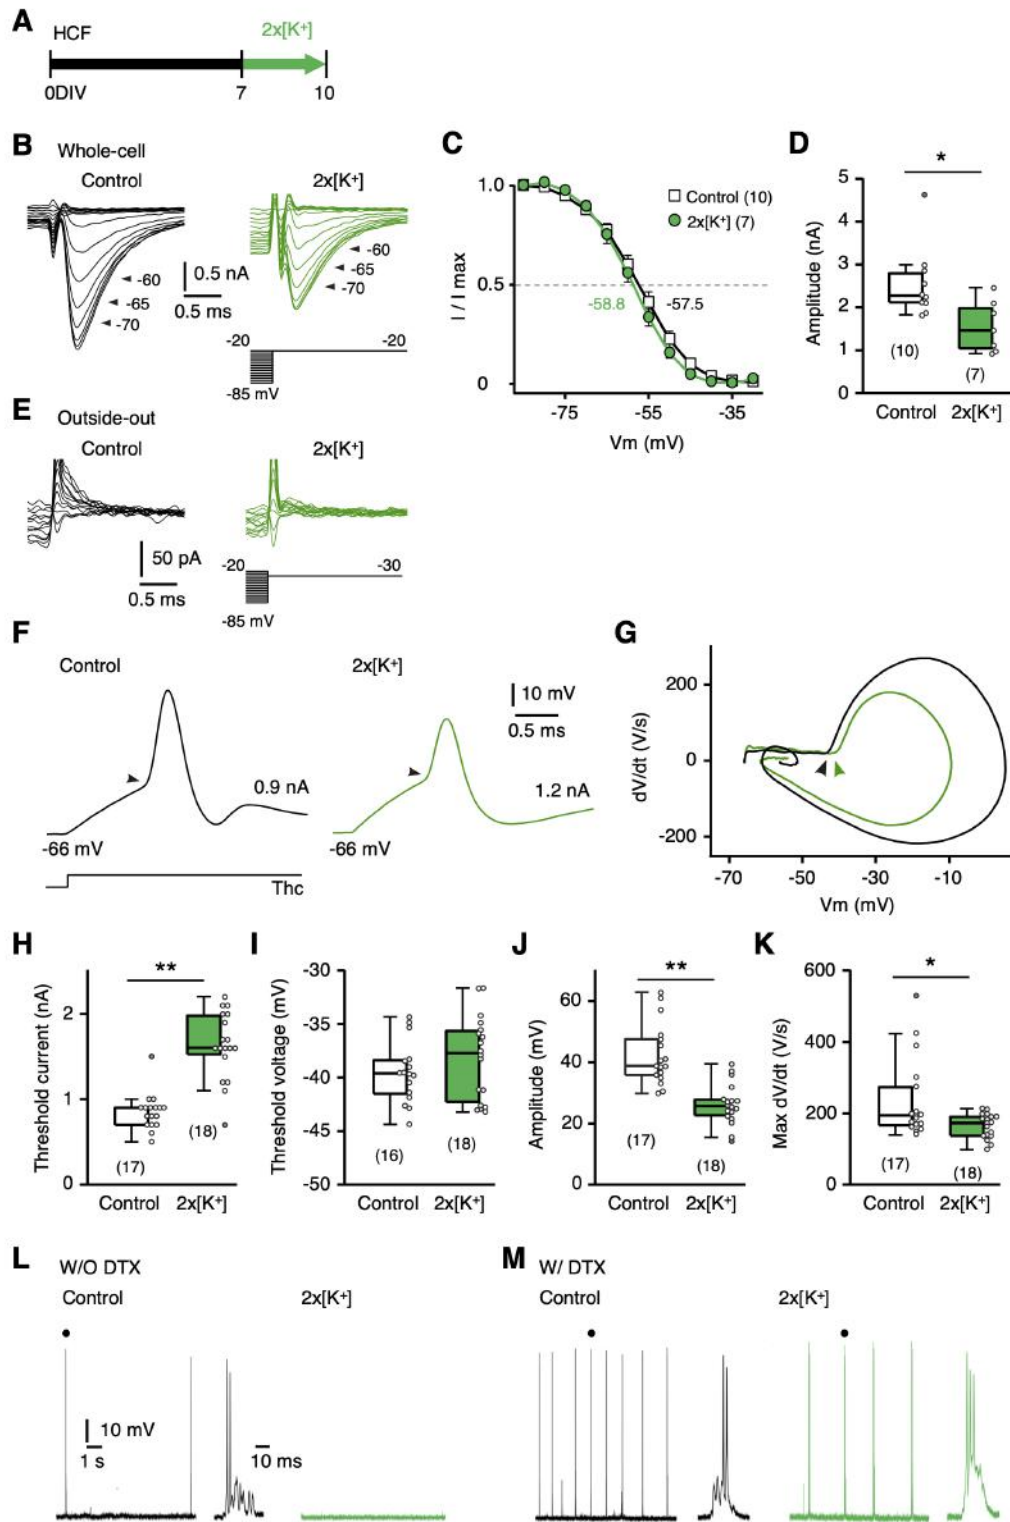 A
HCF
2x[K+]
0DIV
7
10
B
Whole-cell
Control
2x[K+]
-60
-65
-70
0.5 nA
0.5 ms
-60
-65
-70
-20
-20
-85 mV
C
1.0
0.5
0
I / I max
Control (10)
2x[K+] (7)
-58.8
-57.5
-75
-55
-35
Vm (mV)
D
*
5
4
3
2
1
0
Amplitude (nA)
(10)
(7)
Control
2x[K+]
E
Outside-out
Control
2x[K+]
50 pA
0.5 ms
-20
-30
-85 mV
F
Control
2x[K+]
10 mV
0.5 ms
0.9 nA
1.2 nA
-66 mV
-66 mV
Thc
G
200
0
-200
dV/dt (V/s)
-70
-50
-30
-10
Vm (mV)
H
**
2
1
0
Threshold current (nA)
(17)
(18)
Control
2x[K+]
I
-30
-35
-40
-45
-50
Threshold voltage (mV)
(16)
(18)
Control
2x[K+]
J
**
60
40
20
0
Amplitude (mV)
(17)
(18)
Control
2x[K+]
K
*
600
400
200
0
Max dV/dt (V/s)
(17)
(18)
Control
2x[K+]
L
W/O DTX
Control
2x[K+]
10 mV
1 s
10 ms
M
W/ DTX
Control
2x[K+]